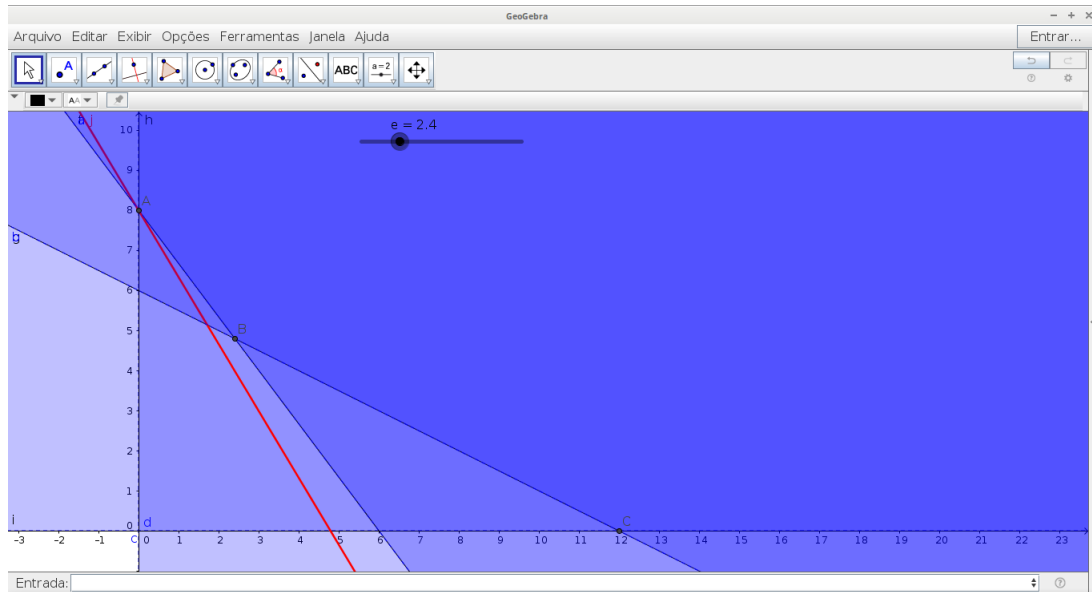 GeoGebra
Arquivo Editar Exibir Opções Ferramentas Janela Ajuda
Entrar...
A
α
ABC
a=2
AA
j
h
e = 2.4
10
9
A
8
g
7
6
5
B
4
3
2
1
i
0
d
C
-3 -2 -1 c 0 1 2 3 4 5 6 7 8 9 10 11 12 13 14 15 16 17 18 19 20 21 22 23
Entrada: